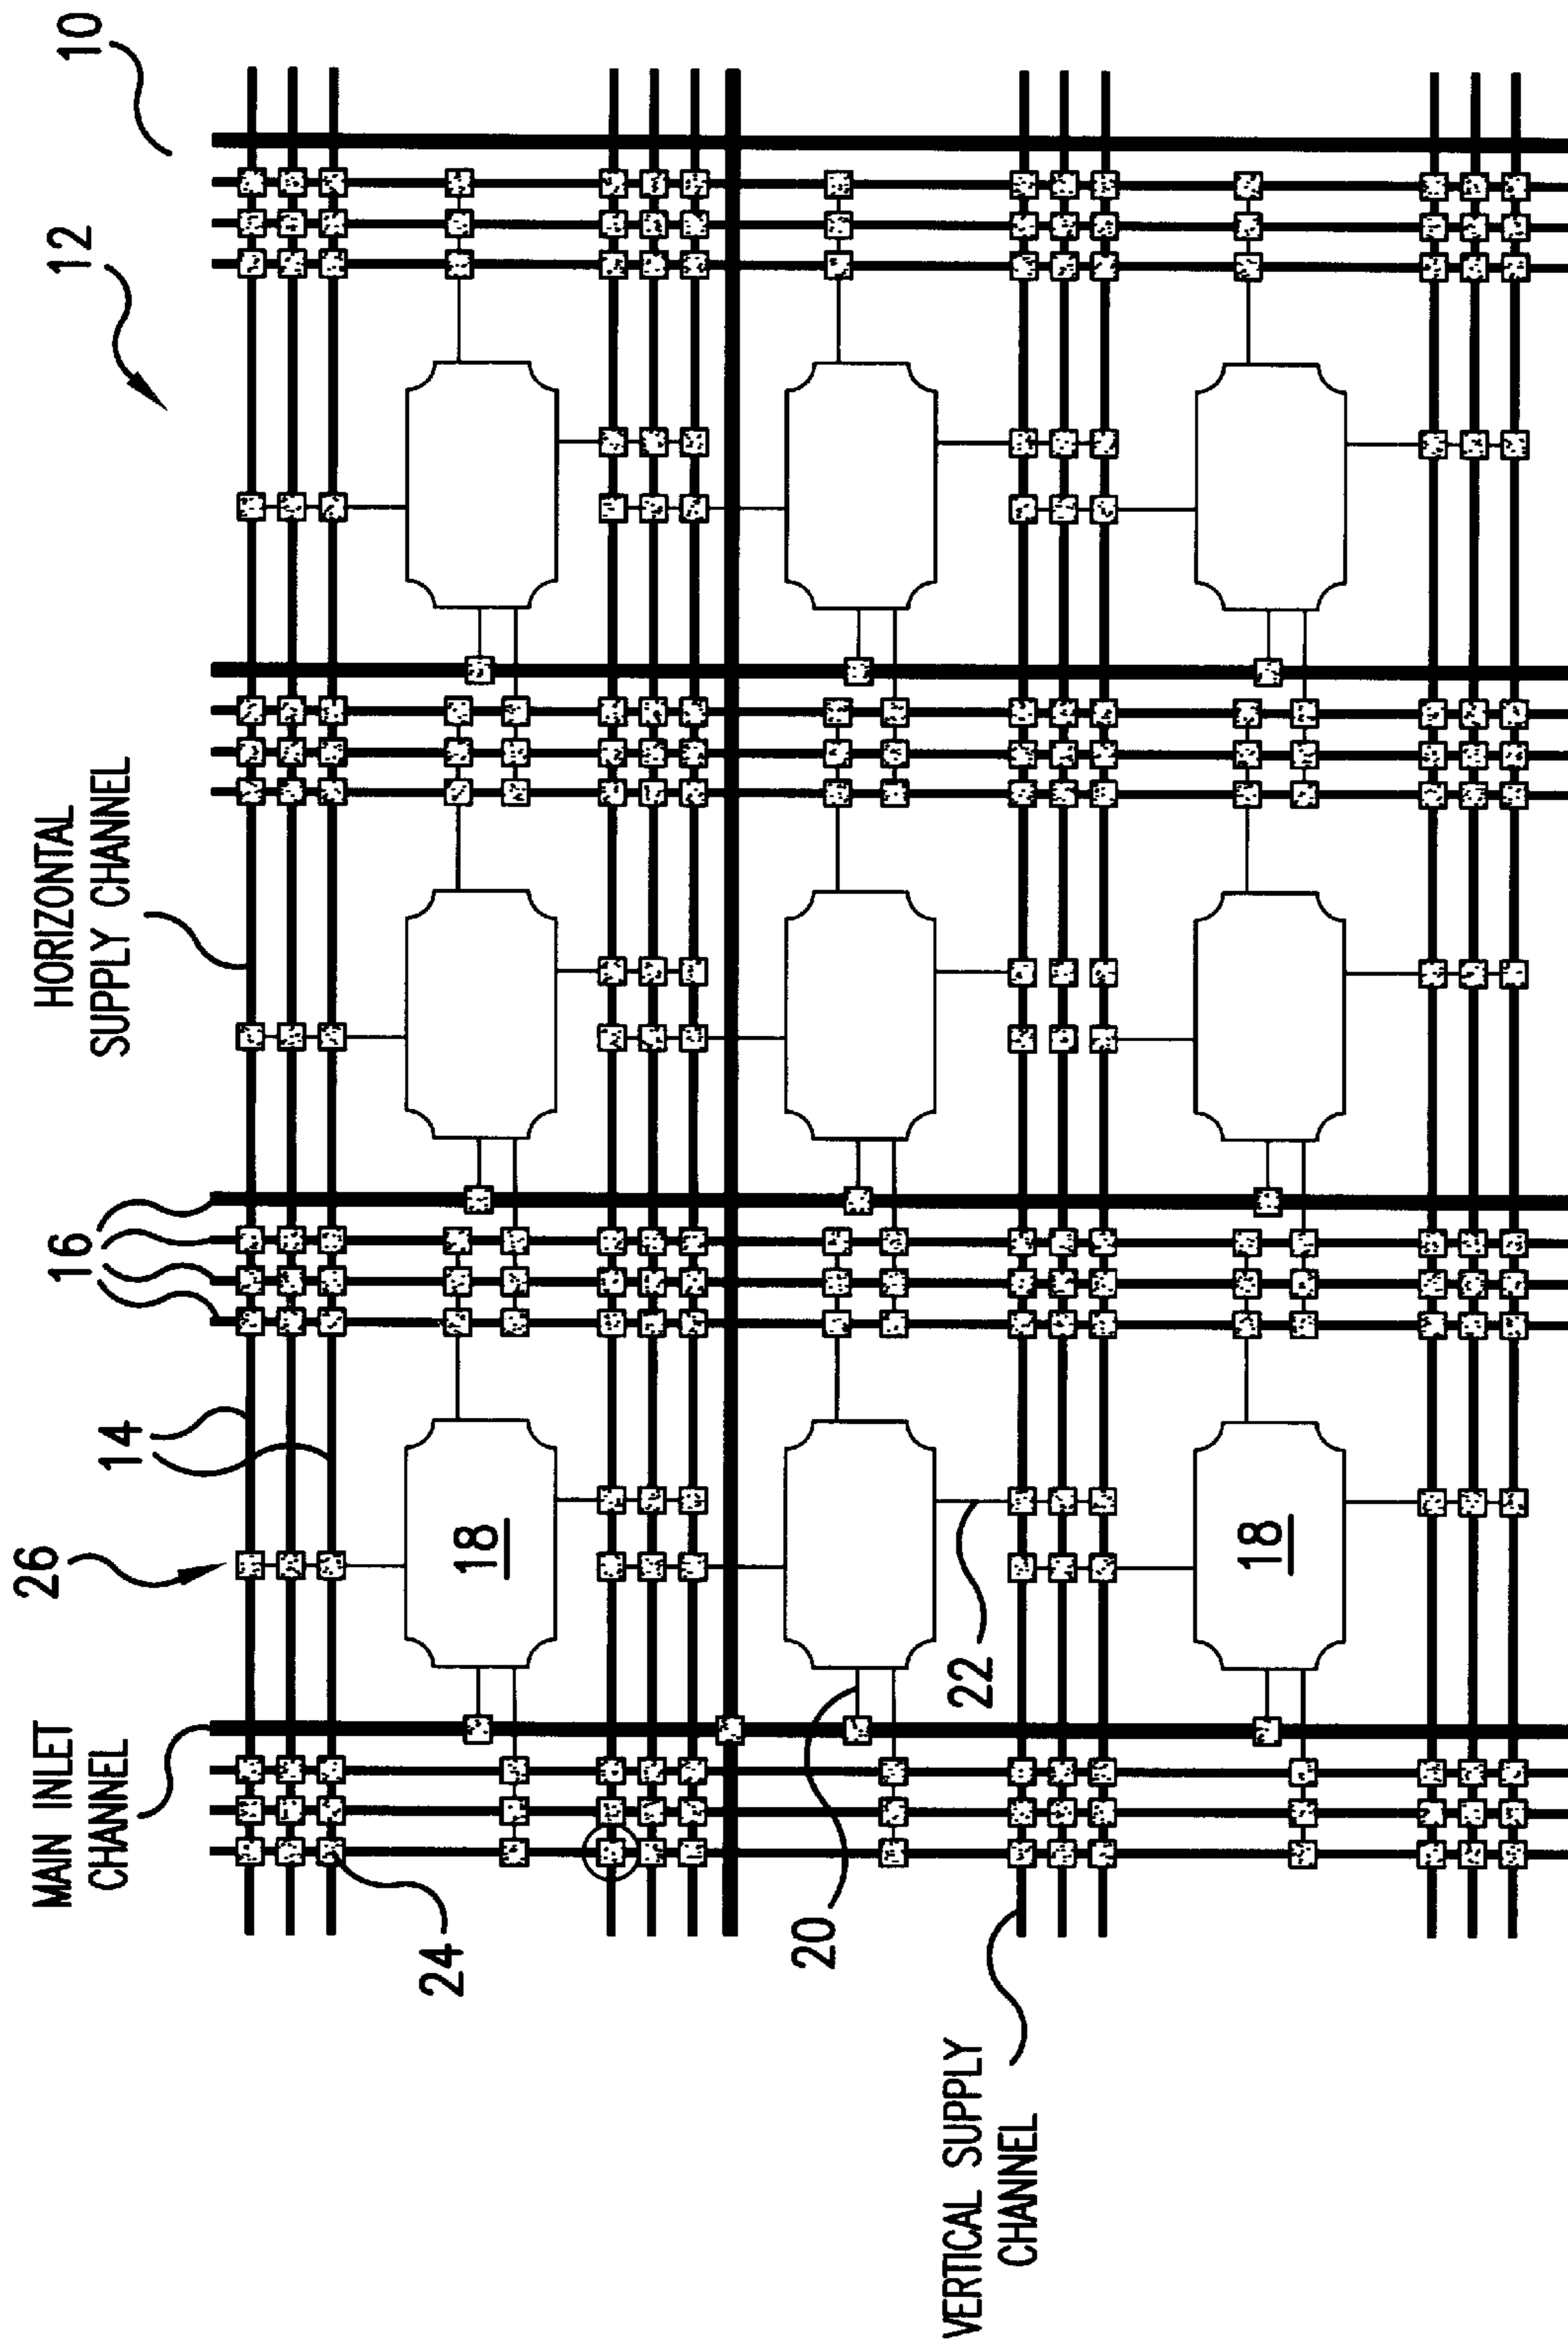 MAIN INLET
CHANNEL
26
14
16
HORIZONTAL
SUPPLY CHANNEL
12
10
24
18
20
VERTICAL SUPPLY
CHANNEL
22
18